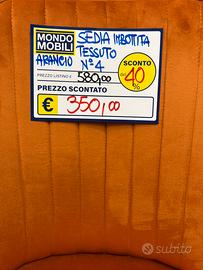 MONDO
MOBILI
SEDIA IMBOTTITA
TESSUTO
ARANCIO
N°4
PREZZO LISTINO € 580,00
SCONTO
40
%
PREZZO SCONTATO
€ 350,00
subito